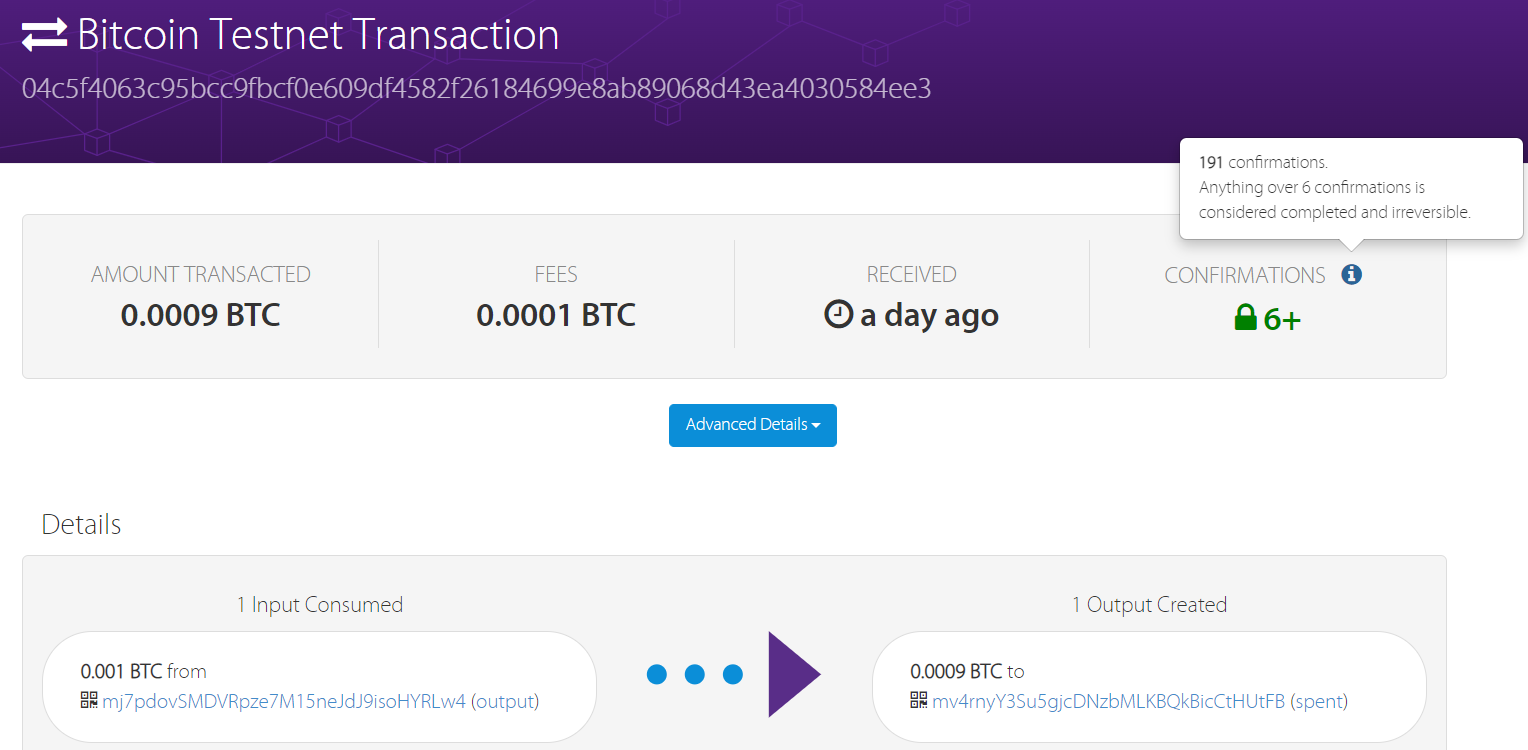 Bitcoin Testnet Transaction
04c5f4063c95bcc9fbcf0e609df4582f26184699e8ab89068d43ea4030584ee3
191 confirmations.
Anything over 6 confirmations is
considered completed and irreversible.
AMOUNT TRANSACTED
0.0009 BTC
FEES
0.0001 BTC
RECEIVED
a day ago
CONFIRMATIONS
6+
Advanced Details
Details
1 Input Consumed
0.001 BTC from
mj7pdovSMDVRpze7M15neJdJ9isoHYRLw4 (output)
1 Output Created
0.0009 BTC to
mv4rnyY3Su5gjcDNzbMLKBQkBicCtHUtFB (spent)